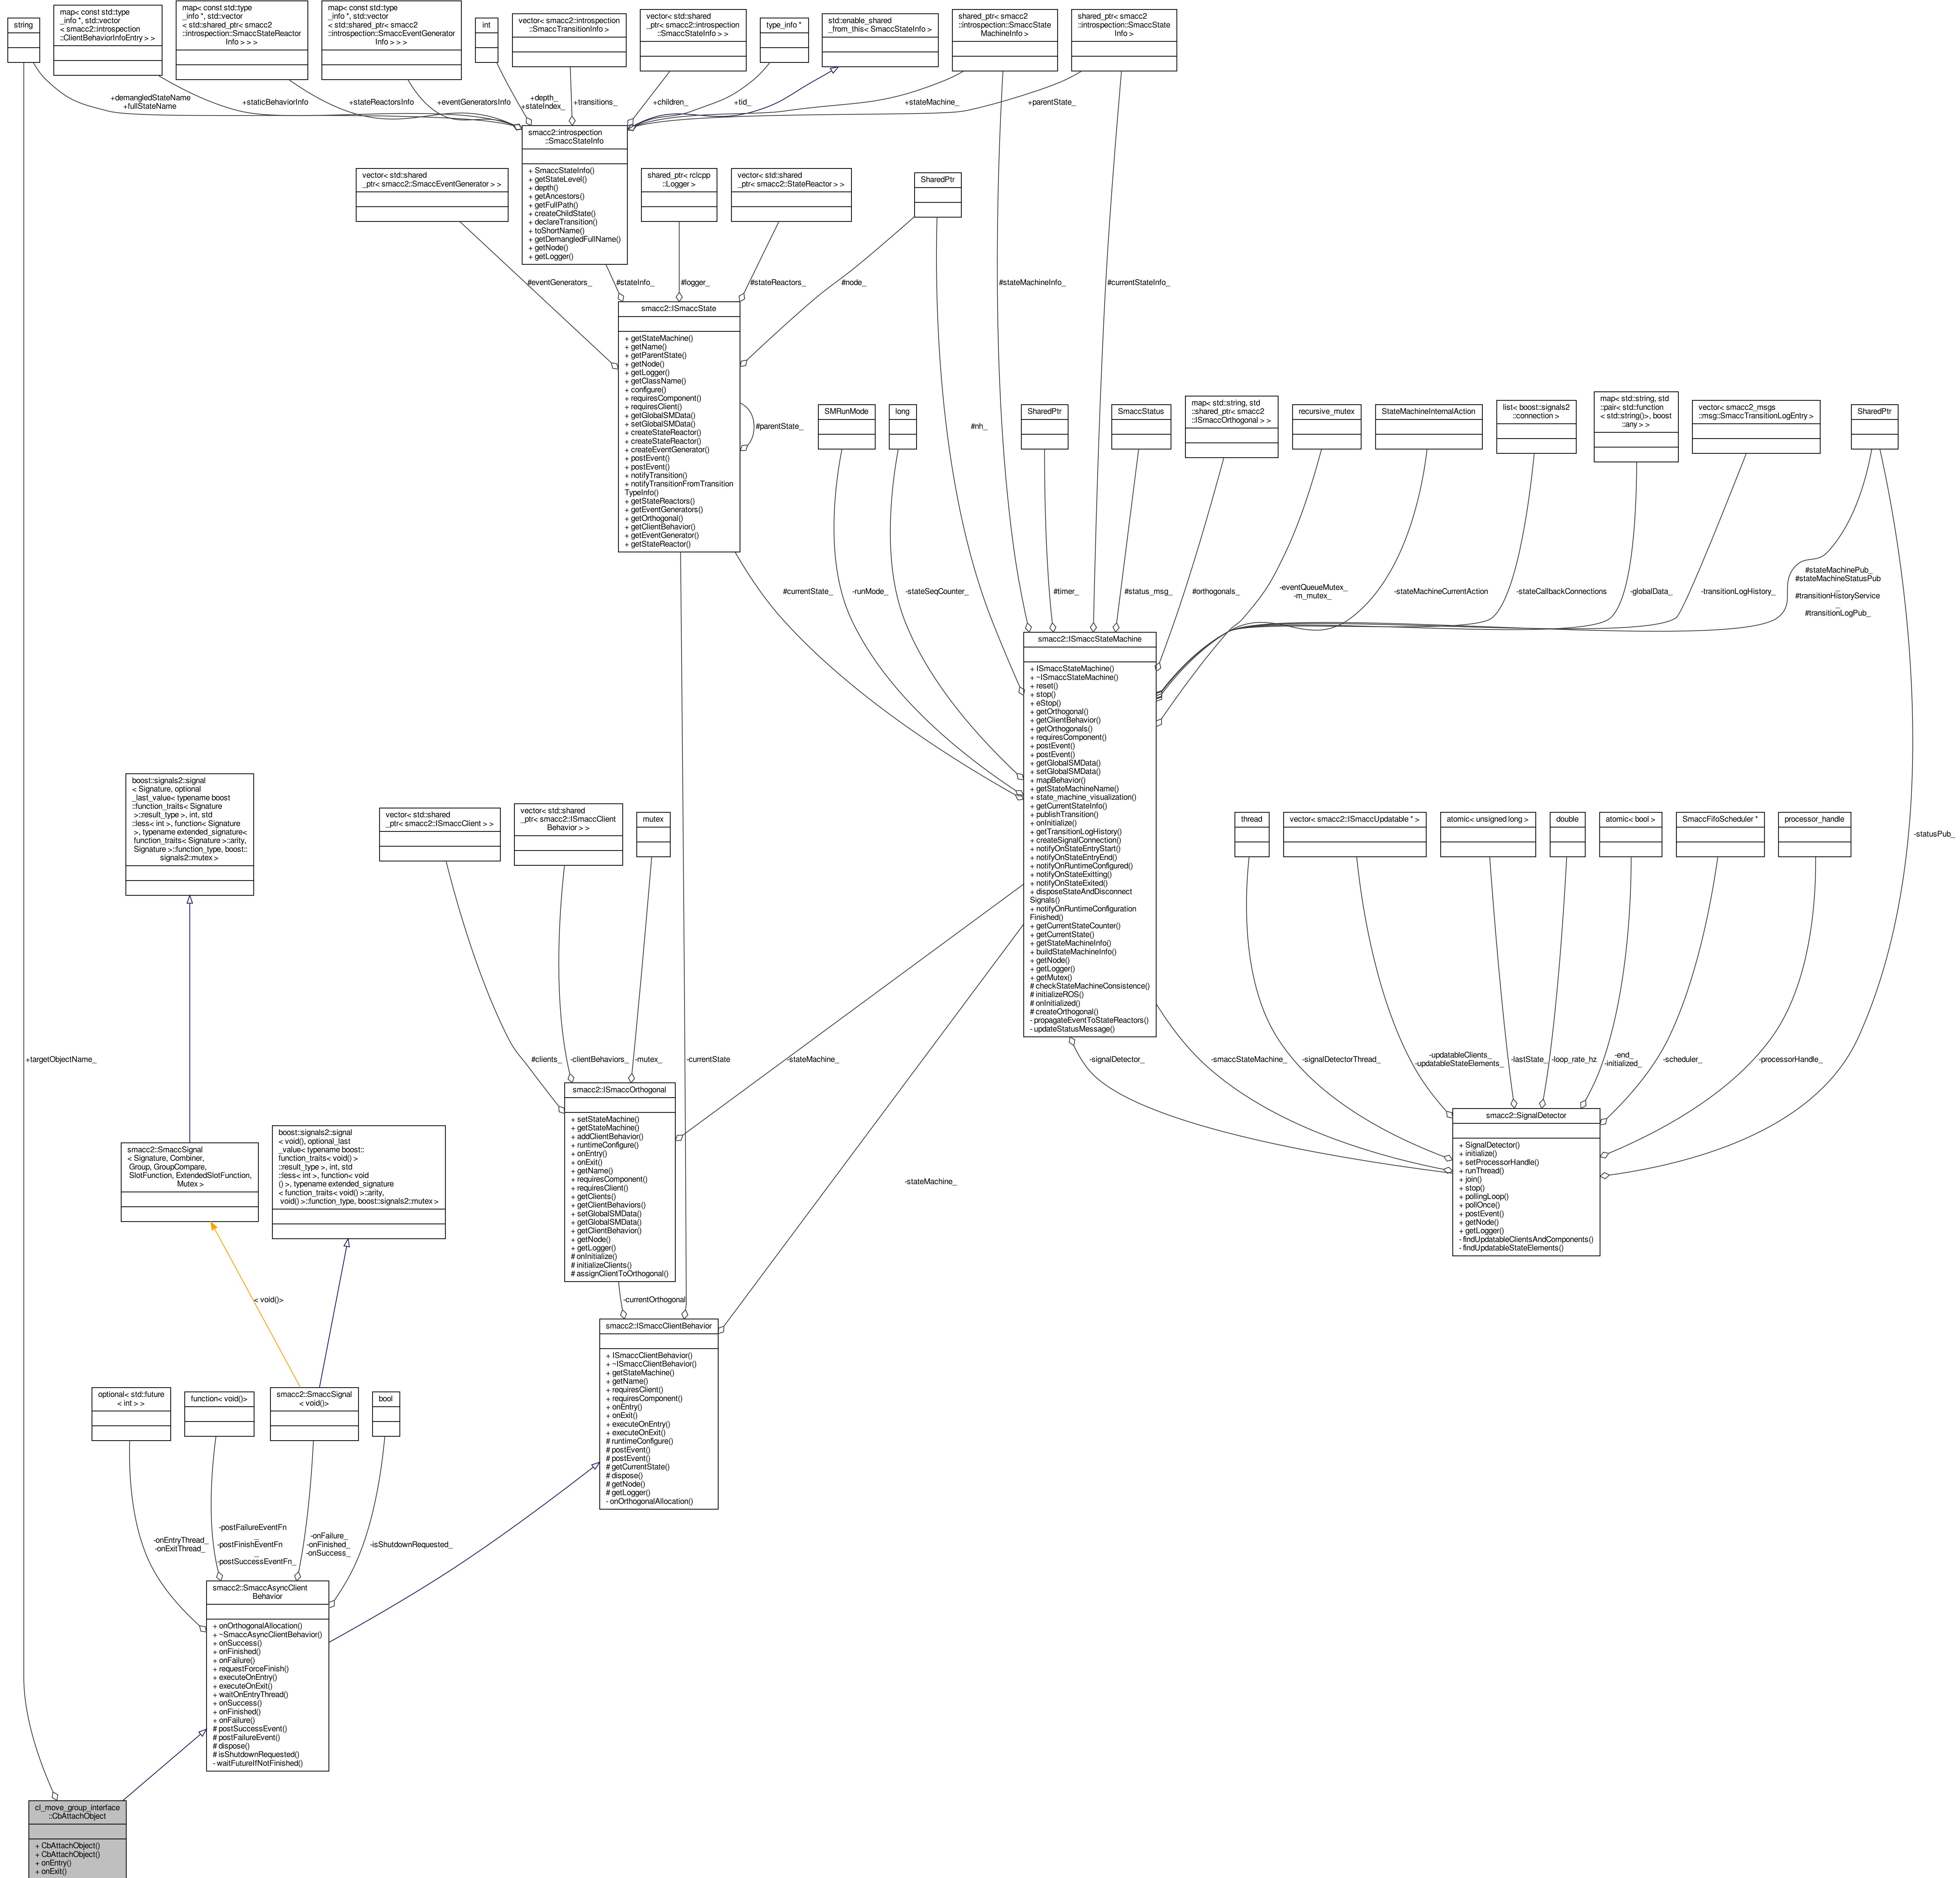 string
map< const std::type
_info *, std::vector
< smacc2::introspection
::ClientBehaviorInfoEntry > >
map< const std::type
_info *, std::vector
< std::shared_ptr< smacc2
::introspection::SmaccStateReactor
Info > > >
map< const std::type
_info *, std::vector
< std::shared_ptr< smacc2
::introspection::SmaccEventGenerator
Info > > >
int
vector< smacc2::introspection
::SmaccTransitionInfo >
vector< std::shared
_ptr< smacc2::introspection
::SmaccStateInfo > >
type_info *
std::enable_shared
_from_this< SmaccStateInfo >
shared_ptr< smacc2
::introspection::SmaccState
MachineInfo >
shared_ptr< smacc2
::introspection::SmaccState
Info >
+demangledStateName
+fullStateName
+staticBehaviorInfo
+stateReactorsInfo
+eventGeneratorsInfo
+depth_
+stateIndex_
+transitions_
+children_
+tid_
+stateMachine_
+parentState_
smacc2::introspection
::SmaccStateInfo
+ SmaccStateInfo()
+ getStateLevel()
+ depth()
+ getAncestors()
+ getFullPath()
+ createChildState()
+ declareTransition()
+ toShortName()
+ getDemangledFullName()
+ getNode()
+ getLogger()
vector< std::shared
_ptr< smacc2::SmaccEventGenerator > >
shared_ptr< rclcpp
::Logger >
vector< std::shared
_ptr< smacc2::StateReactor > >
SharedPtr
#eventGenerators_
#stateInfo_
#logger_
#stateReactors_
#node_
#stateMachineInfo_
#currentStateInfo_
smacc2::ISmaccState
+ getStateMachine()
+ getName()
+ getParentState()
+ getNode()
+ getLogger()
+ getClassName()
+ configure()
+ requiresComponent()
+ requiresClient()
+ getGlobalSMData()
+ setGlobalSMData()
+ createStateReactor()
+ createStateReactor()
+ createEventGenerator()
+ postEvent()
+ postEvent()
+ notifyTransition()
+ notifyTransitionFromTransition
TypeInfo()
+ getStateReactors()
+ getEventGenerators()
+ getOrthogonal()
+ getClientBehavior()
+ getEventGenerator()
+ getStateReactor()
#parentState_
#nh_
SMRunMode
long
SharedPtr
SmaccStatus
map< std::string, std
::shared_ptr< smacc2
::ISmaccOrthogonal > >
recursive_mutex
StateMachineInternalAction
list< boost::signals2
::connection >
map< std::string, std
::pair< std::function
< std::string()>, boost
::any > >
vector< smacc2_msgs
::msg::SmaccTransitionLogEntry >
SharedPtr
#currentState_
-runMode_
-stateSeqCounter_
#timer_
#status_msg_
#orthogonals_
-eventQueueMutex_
-m_mutex_
-stateMachineCurrentAction
-stateCallbackConnections
-globalData_
-transitionLogHistory_
#stateMachinePub_
#stateMachineStatusPub
_
#transitionHistoryService
_
#transitionLogPub_
smacc2::ISmaccStateMachine
+ ISmaccStateMachine()
+ ~ISmaccStateMachine()
+ reset()
+ stop()
+ eStop()
+ getOrthogonal()
+ getClientBehavior()
+ getOrthogonals()
+ requiresComponent()
+ postEvent()
+ postEvent()
+ getGlobalSMData()
+ setGlobalSMData()
+ mapBehavior()
+ getStateMachineName()
+ state_machine_visualization()
+ getCurrentStateInfo()
+ publishTransition()
+ onInitialize()
+ getTransitionLogHistory()
+ createSignalConnection()
+ notifyOnStateEntryStart()
+ notifyOnStateEntryEnd()
+ notifyOnRuntimeConfigured()
+ notifyOnStateExitting()
+ notifyOnStateExited()
+ disposeStateAndDisconnect
Signals()
+ notifyOnRuntimeConfiguration
Finished()
+ getCurrentStateCounter()
+ getCurrentState()
+ getStateMachineInfo()
+ buildStateMachineInfo()
+ getNode()
+ getLogger()
+ getMutex()
# checkStateMachineConsistence()
# initializeROS()
# onInitialized()
# createOrthogonal()
- propagateEventToStateReactors()
- updateStatusMessage()
boost::signals2::signal
< Signature, optional
_last_value< typename boost
::function_traits< Signature
 >::result_type >, int, std
::less< int >, function< Signature
 >, typename extended_signature<
 function_traits< Signature >::arity,
 Signature >::function_type, boost::
signals2::mutex >
vector< std::shared
_ptr< smacc2::ISmaccClient > >
vector< std::shared
_ptr< smacc2::ISmaccClient
Behavior > >
mutex
thread
vector< smacc2::ISmaccUpdatable * >
atomic< unsigned long >
double
atomic< bool >
SmaccFifoScheduler *
processor_handle
-statusPub_
+targetObjectName_
#clients_
-clientBehaviors_
-mutex_
-currentState
-stateMachine_
-signalDetector_
-smaccStateMachine_
-signalDetectorThread_
-updatableClients_
-updatableStateElements_
-lastState_
-loop_rate_hz
-end_
-initialized_
-scheduler_
-processorHandle_
smacc2::ISmaccOrthogonal
+ setStateMachine()
+ getStateMachine()
+ addClientBehavior()
+ runtimeConfigure()
+ onEntry()
+ onExit()
+ getName()
+ requiresComponent()
+ requiresClient()
+ getClients()
+ getClientBehaviors()
+ setGlobalSMData()
+ getGlobalSMData()
+ getClientBehavior()
+ getNode()
+ getLogger()
# onInitialize()
# initializeClients()
# assignClientToOrthogonal()
smacc2::SignalDetector
+ SignalDetector()
+ initialize()
+ setProcessorHandle()
+ runThread()
+ join()
+ stop()
+ pollingLoop()
+ pollOnce()
+ postEvent()
+ getNode()
+ getLogger()
- findUpdatableClientsAndComponents()
- findUpdatableStateElements()
smacc2::SmaccSignal
< Signature, Combiner,
 Group, GroupCompare,
 SlotFunction, ExtendedSlotFunction,
 Mutex >
boost::signals2::signal
< void(), optional_last
_value< typename boost::
function_traits< void() >
::result_type >, int, std
::less< int >, function< void
() >, typename extended_signature
< function_traits< void() >::arity,
 void() >::function_type, boost::signals2::mutex >
-stateMachine_
< void()>
-currentOrthogonal
smacc2::ISmaccClientBehavior
+ ISmaccClientBehavior()
+ ~ISmaccClientBehavior()
+ getStateMachine()
+ getName()
+ requiresClient()
+ requiresComponent()
+ onEntry()
+ onExit()
+ executeOnEntry()
+ executeOnExit()
# runtimeConfigure()
# postEvent()
# postEvent()
# getCurrentState()
# dispose()
# getNode()
# getLogger()
- onOrthogonalAllocation()
optional< std::future
< int > >
function< void()>
smacc2::SmaccSignal
< void()>
bool
-onEntryThread_
-onExitThread_
-postFailureEventFn
_
-postFinishEventFn
_
-postSuccessEventFn_
-onFailure_
-onFinished_
-onSuccess_
-isShutdownRequested_
smacc2::SmaccAsyncClient
Behavior
+ onOrthogonalAllocation()
+ ~SmaccAsyncClientBehavior()
+ onSuccess()
+ onFinished()
+ onFailure()
+ requestForceFinish()
+ executeOnEntry()
+ executeOnExit()
+ waitOnEntryThread()
+ onSuccess()
+ onFinished()
+ onFailure()
# postSuccessEvent()
# postFailureEvent()
# dispose()
# isShutdownRequested()
- waitFutureIfNotFinished()
cl_move_group_interface
::CbAttachObject
+ CbAttachObject()
+ CbAttachObject()
+ onEntry()
+ onExit()